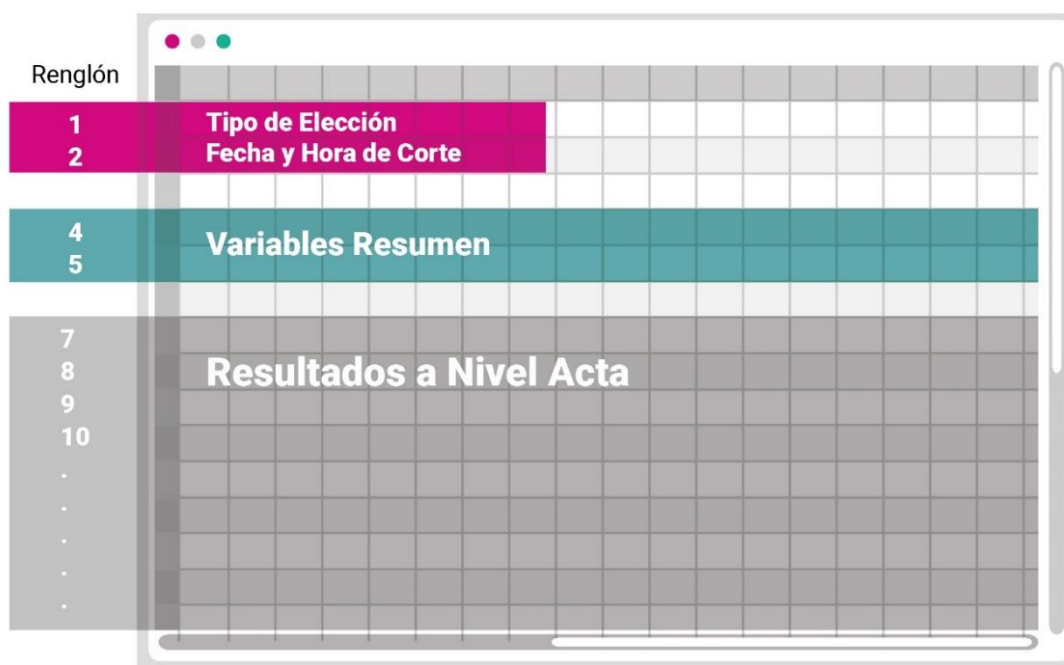 Renglón
1 Tipo de Elección
2 Fecha y Hora de Corte
4
Variables Resumen
5
7
8 Resultados a Nivel Acta
9
10
.
.
.
.
.